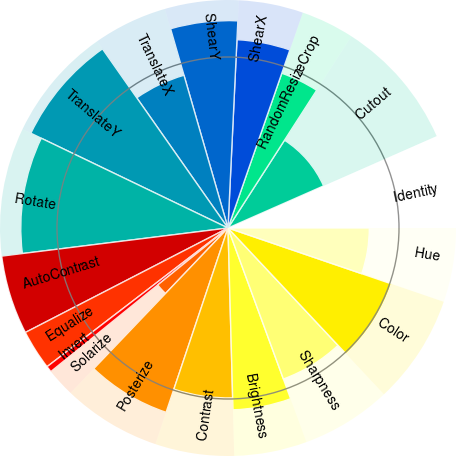 ShearX
ShearY
RandomResizeCrop
TranslateX
Cutout
TranslateY
Identity
Rotate
Hue
AutoContrast
Equalize
Color
Invert
Solarize
Sharpness
Posterize
Brightness
Contrast